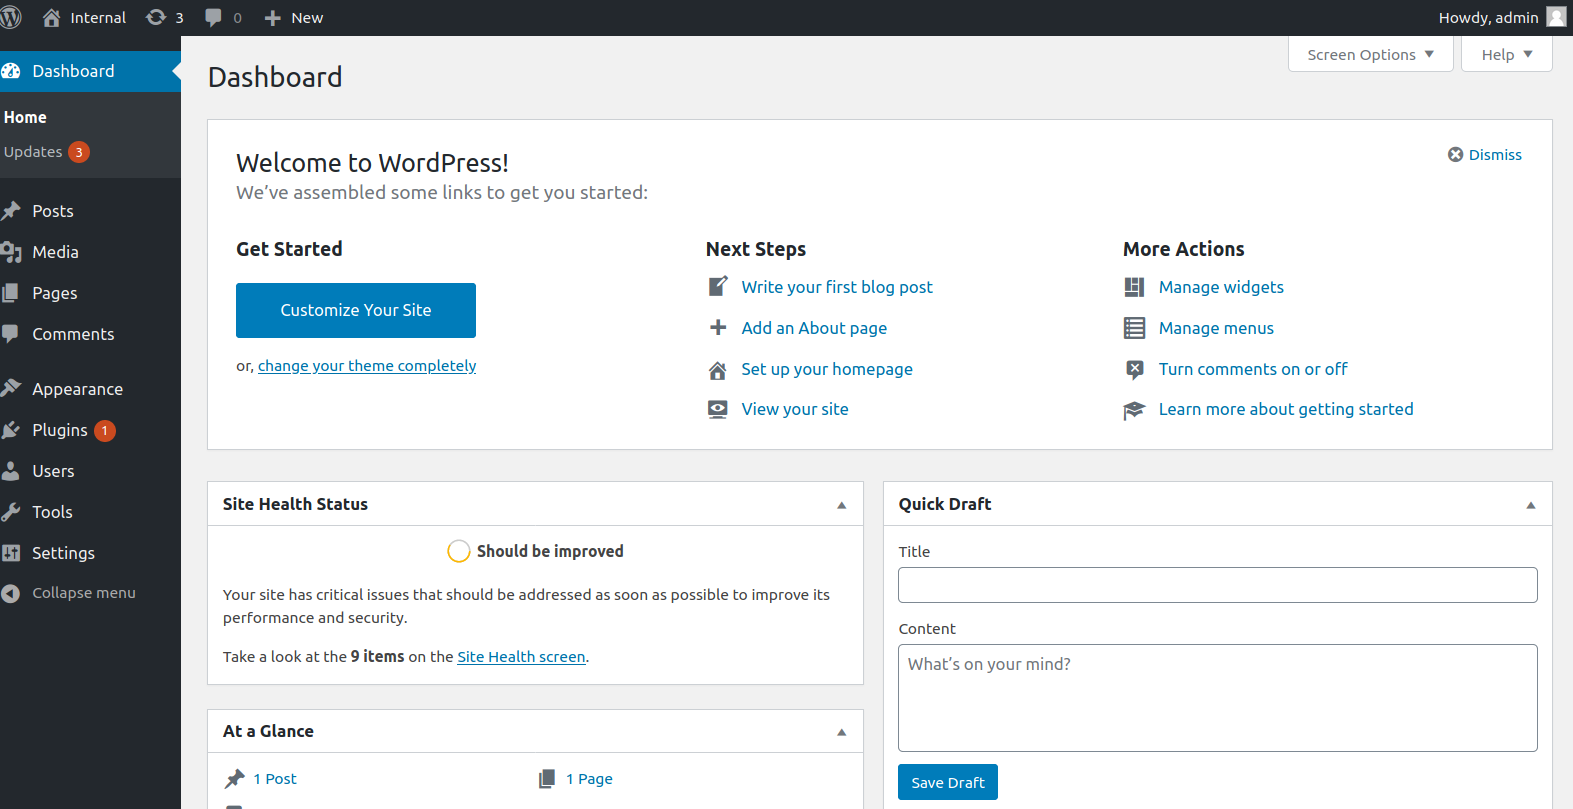 Internal 3 0 New Howdy, admin
Screen Options ▼ Help ▼
Dashboard
Home
Updates 3
Posts
Media
Pages
Comments
Appearance
Plugins 1
Users
Tools
Settings
Collapse menu
Dashboard
Welcome to WordPress!
We’ve assembled some links to get you started:
Dismiss
Get Started
Customize Your Site
or, change your theme completely
Next Steps
Write your first blog post
Add an About page
Set up your homepage
View your site
More Actions
Manage widgets
Manage menus
Turn comments on or off
Learn more about getting started
Site Health Status
Should be improved
Your site has critical issues that should be addressed as soon as possible to improve its
performance and security.
Take a look at the 9 items on the Site Health screen.
At a Glance
1 Post 1 Page
Quick Draft
Title
Content
What’s on your mind?
Save Draft